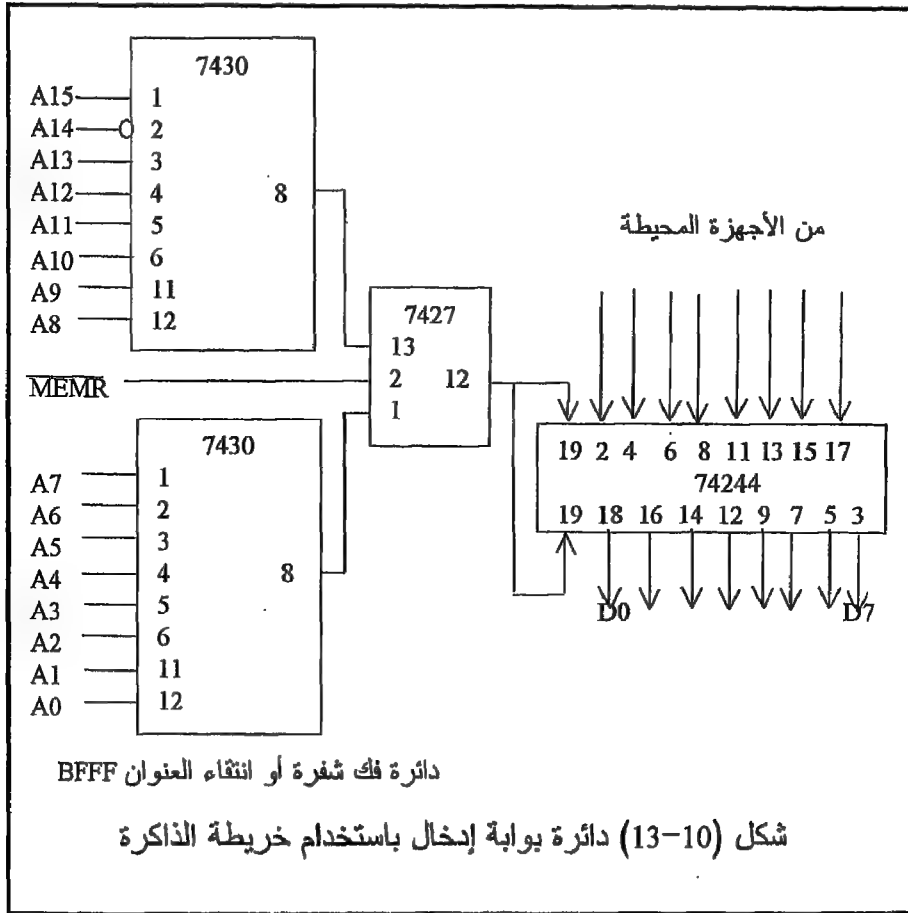 7430
A15 1
A14 2
A13 3
A12 4 8
A11 5
A10 6
A9 11
A8 12
من الأجهزة المحيطة
7427
13
MEMR 2 12
1
7430
A7 1
A6 2
A5 3
A4 4 8
A3 5
A2 6
A1 11
A0 12
19 2 4 6 8 11 13 15 17
74244
19 18 16 14 12 9 7 5 3
D0 D7
دائرة فك شفرة أو انتقاء العنوان BFFF
شكل (10-13) دائرة بوابة إدخال باستخدام خريطة الذاكرة